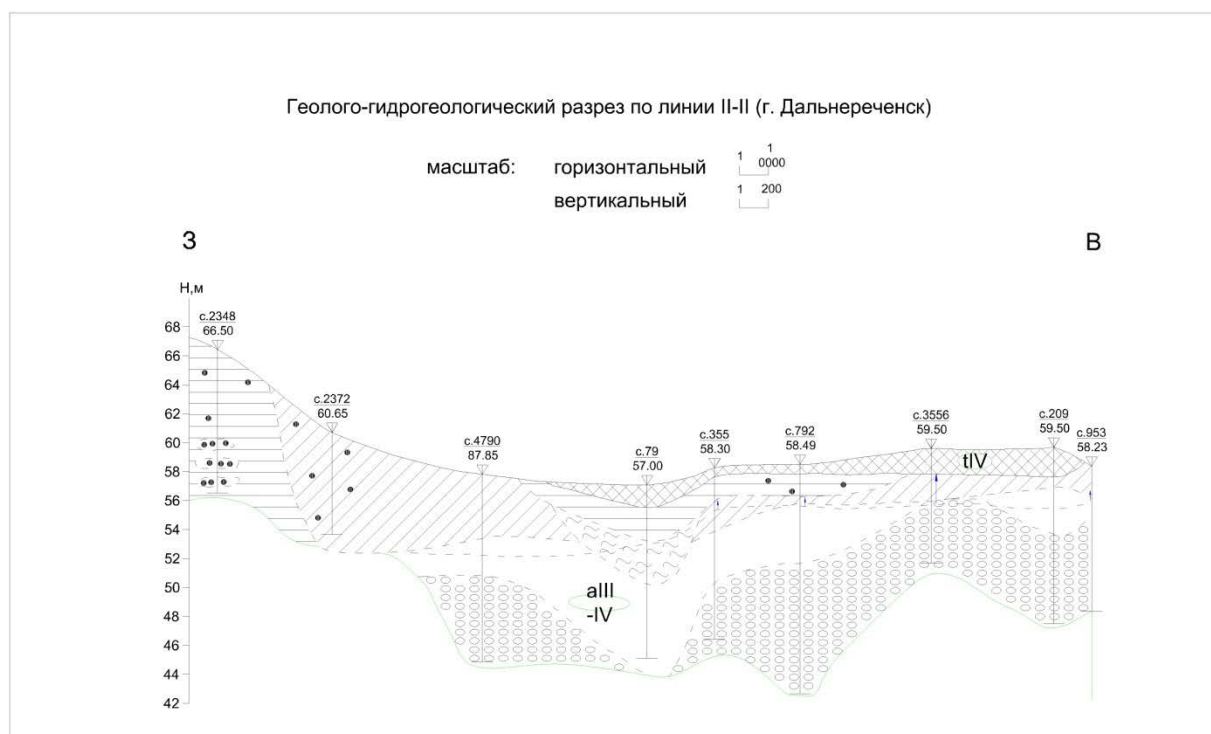 Геолого-гидрогеологический разрез по линии II-II (г. Дальнереченск)
масштаб: горизонтальный 1 1
0000
вертикальный 1 200
З В
Н,м
68
66
64
62
60
58
56
54
52
50
48
46
44
42
с.2348
66.50
с.2372
60.65
с.4790
87.85
с.79
57.00
с.355
58.30
с.792
58.49
с.3556
59.50
с.209
59.50
с.953
58.23
tIV
aIII
-IV